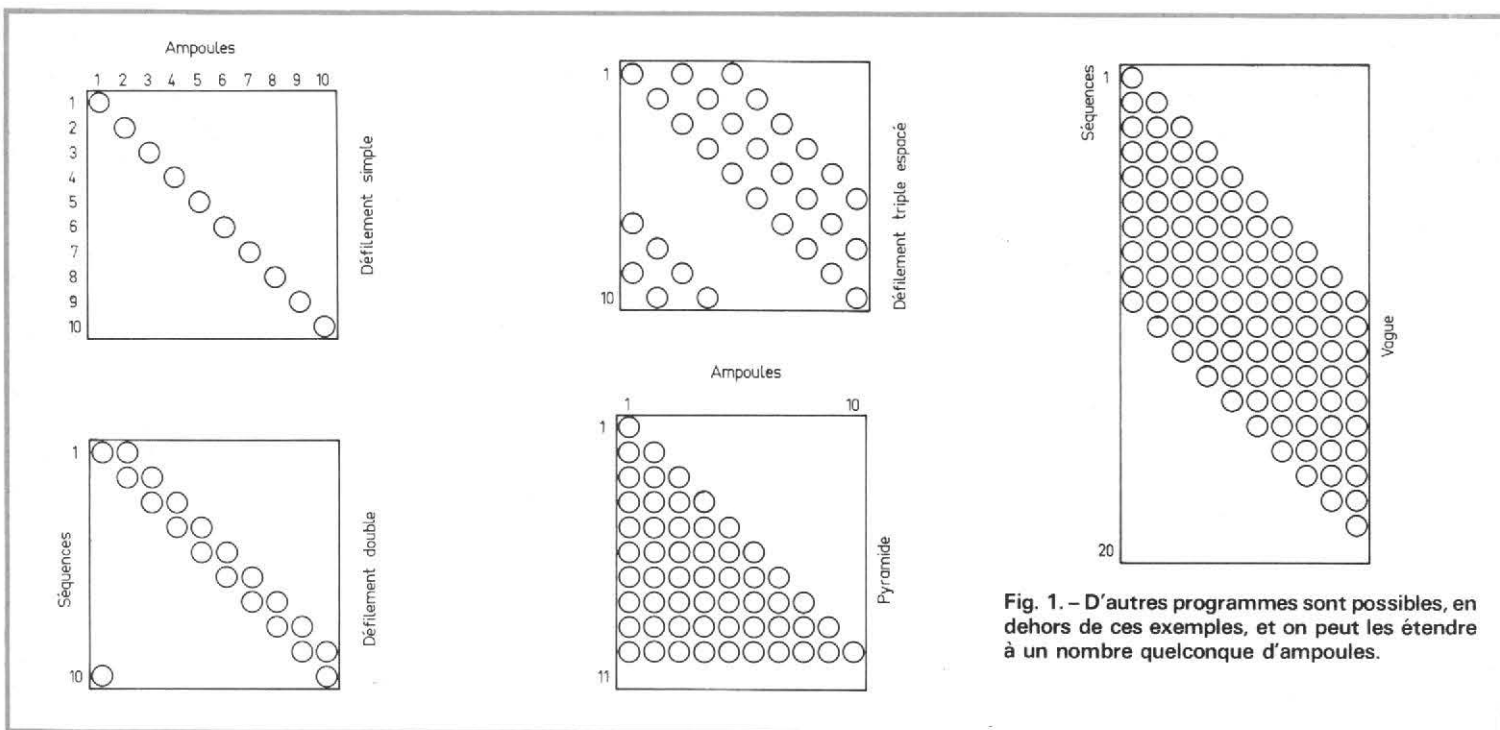 Ampoules
1 2 3 4 5 6 7 8 9 10
1
2
3
4
5
6
7
8
9
10
Défilement simple
1
10
Défilement triple espacé
Séquences
1
20
Vague
Séquences
1
10
Défilement double
Ampoules
1 10
1
11
Pyramide
Fig. 1. – D'autres programmes sont possibles, en
dehors de ces exemples, et on peut les étendre
à un nombre quelconque d'ampoules.